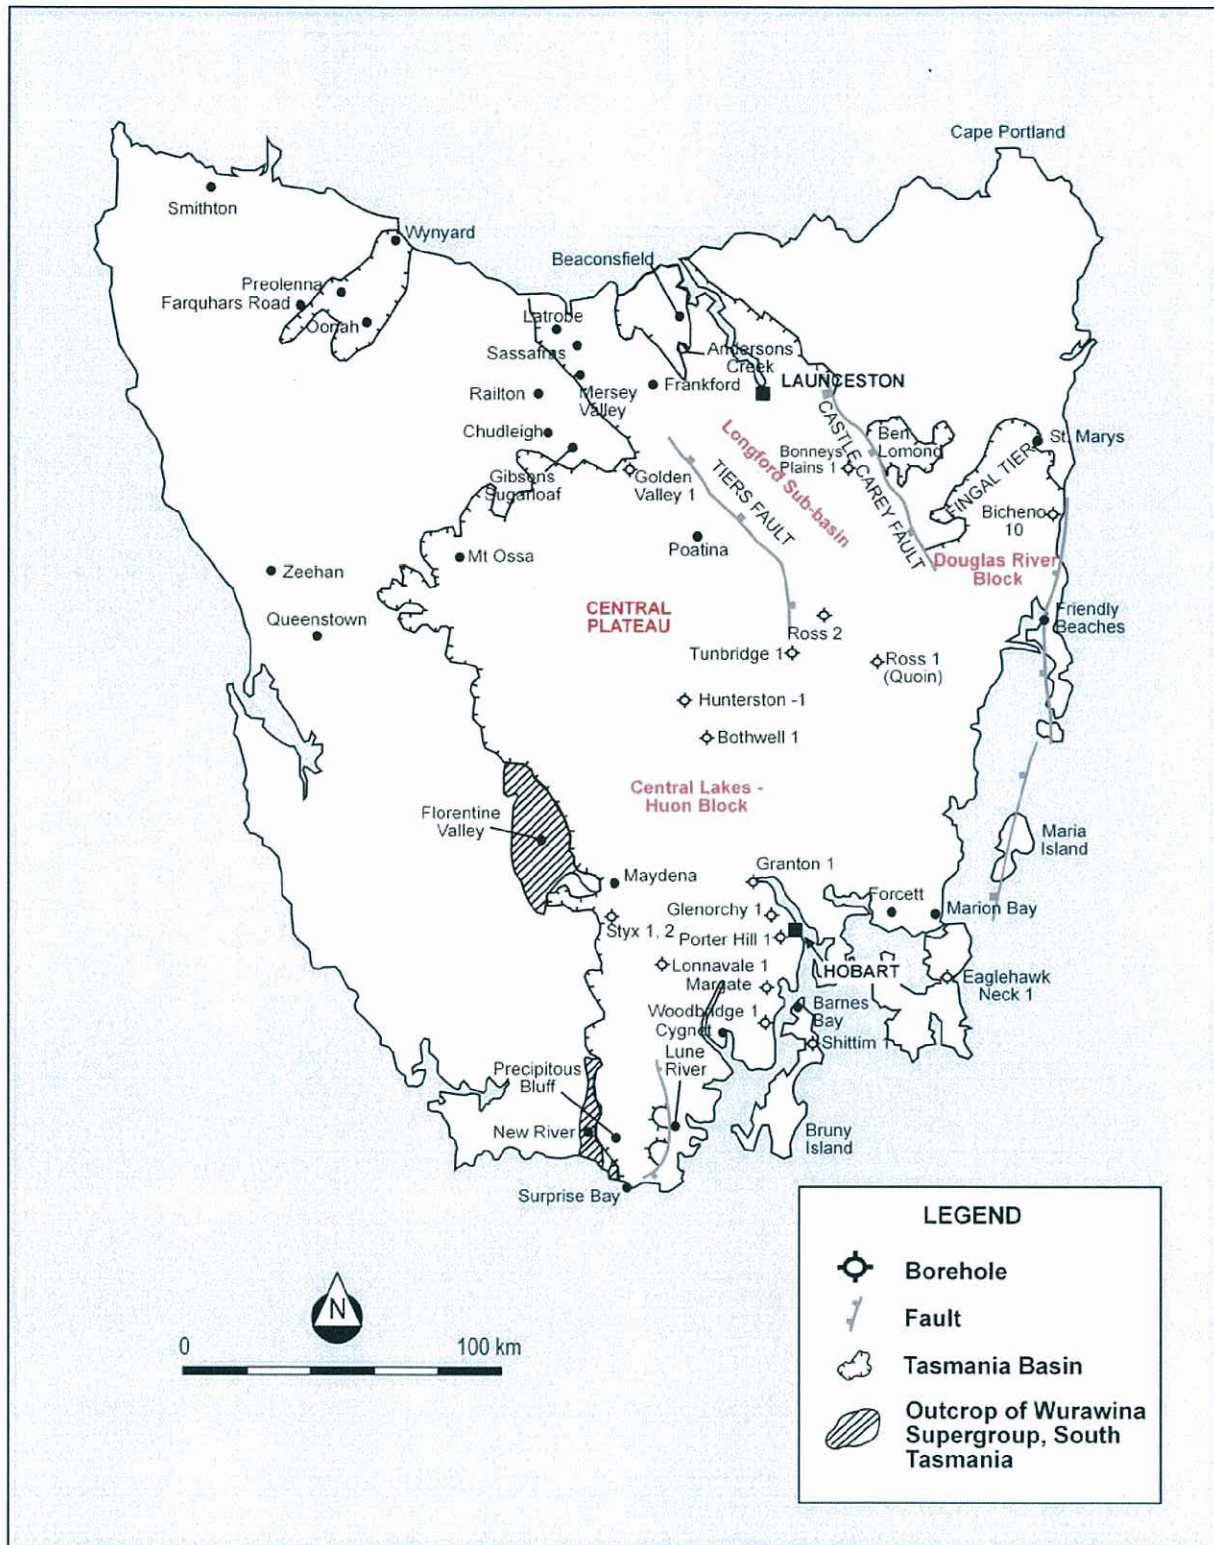 Cape Portland
Smithton
Wynyard
Beaconsfield
Preolenna
Farquhars Road
Oonah
Latrobe
Sassafras
Andersons
Creek
Railton
Mersey
Valley
Frankford
LAUNCESTON
Chudleigh
Gibsons
Sugarloaf
Golden
Valley 1
TIERS FAULT
Longford Sub-basin
Bonneys
Plains 1
CASTLE CAREY FAULT
Ben
Lomond
FINGAL TIER
St. Marys
Bicheno
10
Mt Ossa
Poatina
Douglas River
Block
Zeehan
Queenstown
CENTRAL
PLATEAU
Ross 2
Friendly
Beaches
Tunbridge 1
Ross 1
(Quoin)
Hunterston -1
Bothwell 1
Central Lakes -
Huon Block
Florentine
Valley
Maria
Island
Maydena
Granton 1
Forcett
Marion Bay
Glenorchy 1
Styx 1, 2
Porter Hill 1
HOBART
Lonnavale 1
Margate
Eaglehawk
Neck 1
Woodbridge 1
Cygnet
Barnes
Bay
Shittim 1
Lune
River
Precipitous
Bluff
New River
Bruny
Island
Surprise Bay
LEGEND
Borehole
Fault
Tasmania Basin
Outcrop of Wurawina
Supergroup, South
Tasmania
N
0 100 km